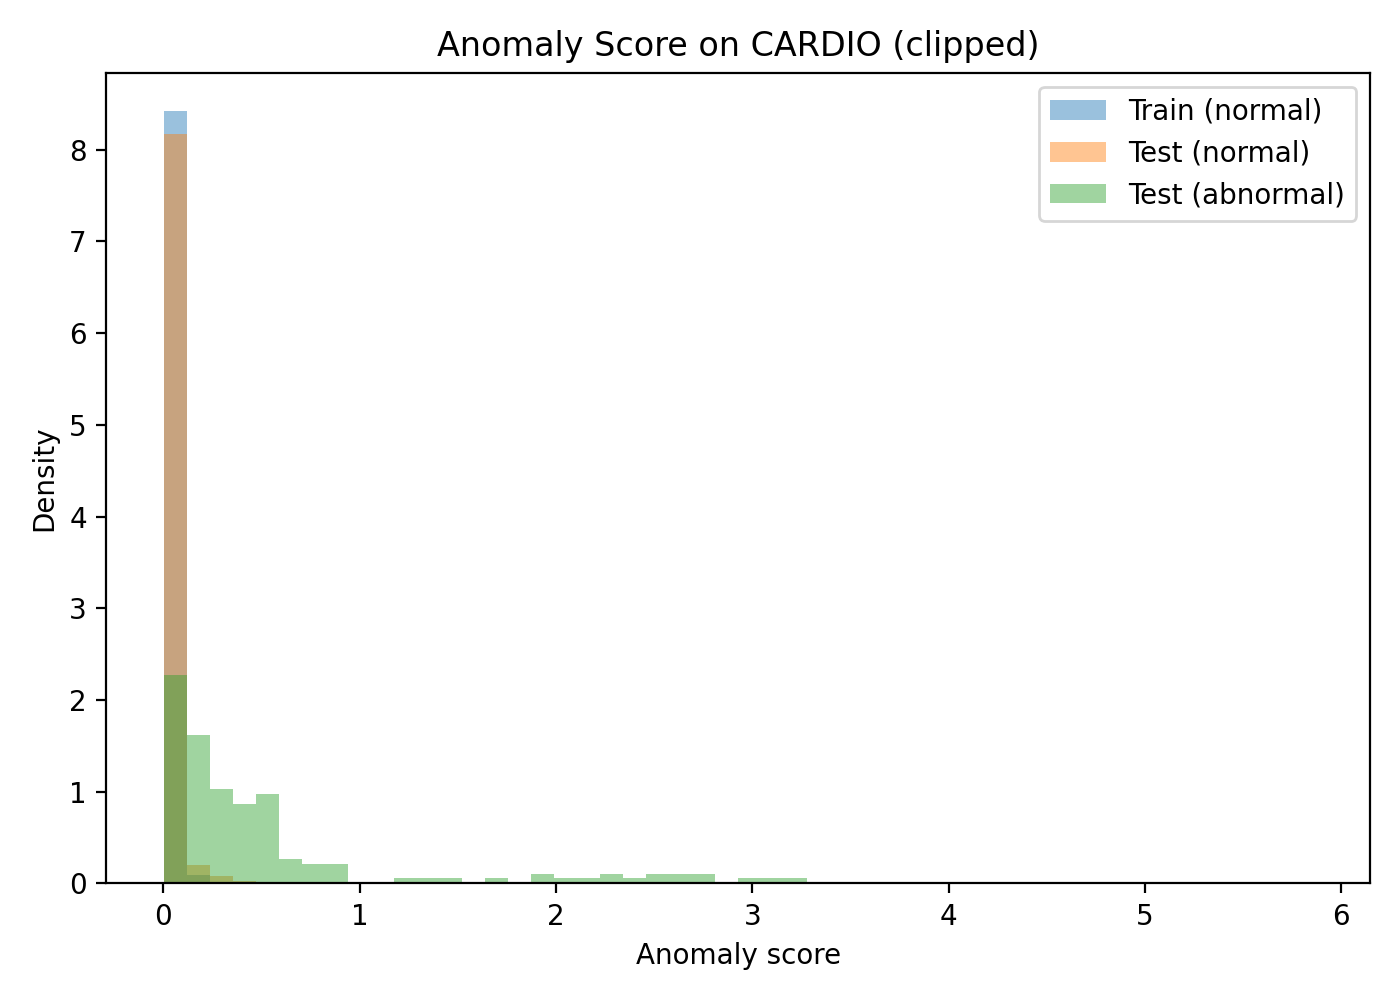 Anomaly Score on CARDIO (clipped)
Train (normal)
Test (normal)
Test (abnormal)
8
7
6
5
4
3
2
1
0
Density
0 1 2 3 4 5 6
Anomaly score